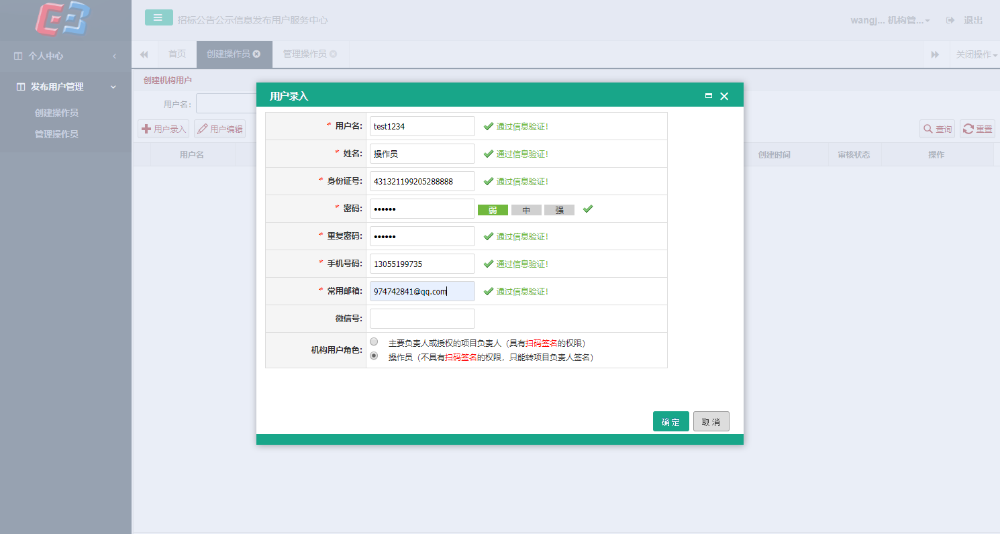 招标公告公示信息发布用户服务中心
wangj... 机构管...
退出
个人中心
首页
创建操作员
管理操作员
关闭操作
发布用户管理
创建操作员
管理操作员
创建机构用户
用户名:
用户录入
用户编辑
查询
重置
用户名
创建时间
审核状态
操作
用户录入
* 用户名: test1234 通过信息验证!
* 姓名: 操作员 通过信息验证!
* 身份证号: 431321199205288888 通过信息验证!
* 密码: •••••• 弱 中 强
* 重复密码: •••••• 通过信息验证!
* 手机号码: 13055199735 通过信息验证!
* 常用邮箱: 974742841@qq.com 通过信息验证!
微信号:
机构用户角色:
主要负责人或授权的项目负责人（具有扫码签名的权限）
操作员（不具有扫码签名的权限，只能转项目负责人签名）
确定
取消